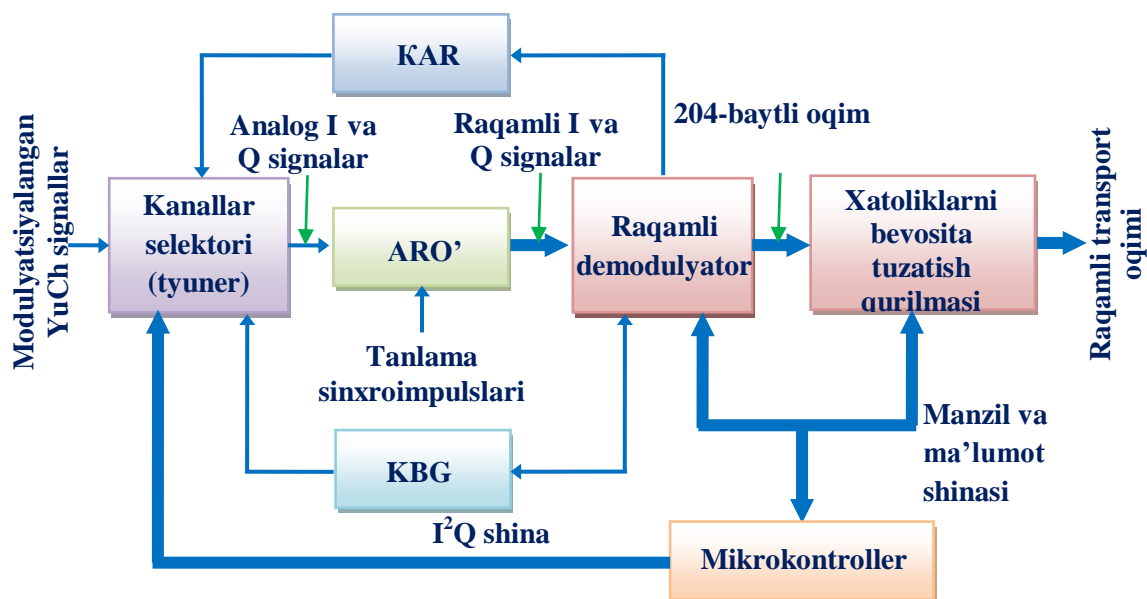 KAR
Analog I va
Q signalar
Raqamli I va
Q signalar
204-baytli oqim
Modulyatsiyalangan
YuCh signallar
Kanallar
selektori
(tyuner)
ARO’
Raqamli
demodulyator
Xatoliklarni
bevosita
tuzatish
qurilmasi
Raqamli transport
oqimi
Tanlama
sinxroimpulslari
KBG
Manzil va
ma’lumot
shinasi
I²Q shina
Mikrokontroller